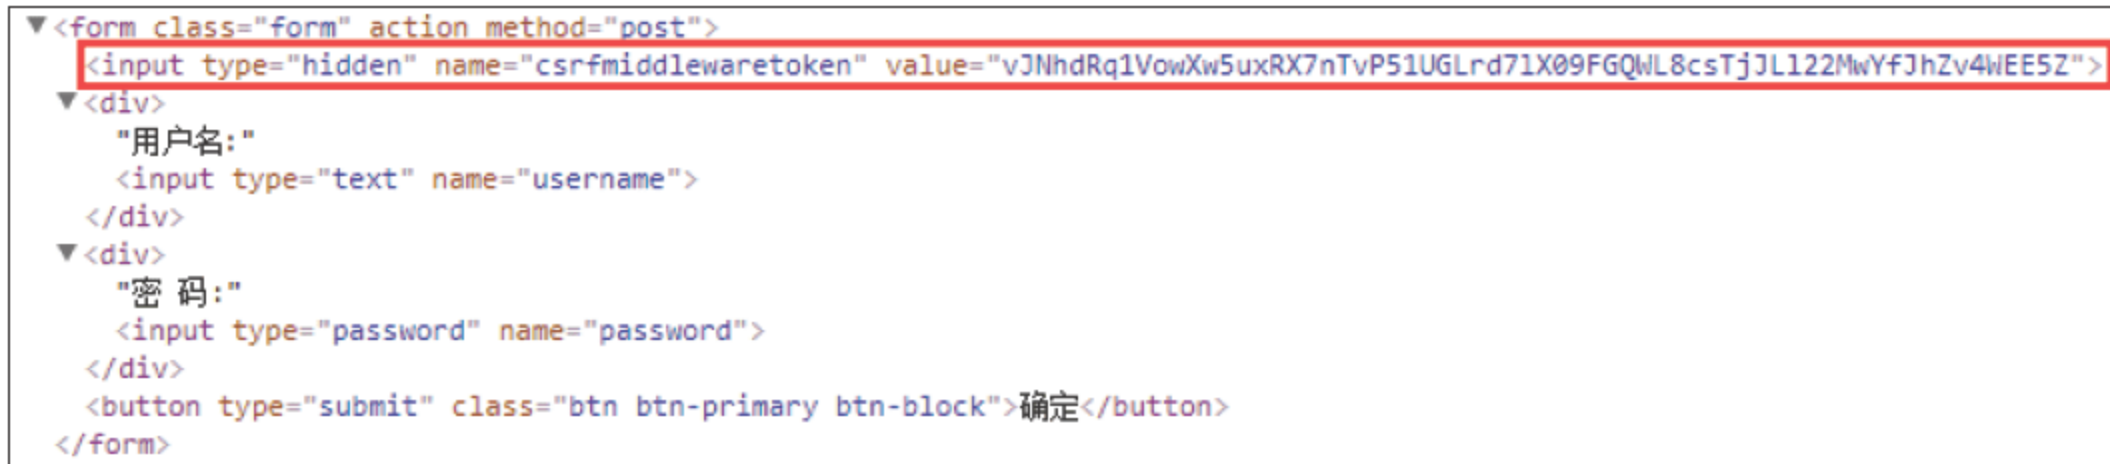 ▼<form class="form" action method="post">
<input type="hidden" name="csrfmiddlewaretoken" value="vJNhdRq1VowXw5uxRX7nTvP51UGLrd7lX09FGQWL8csTjJLl22MwYfJhZv4WEE5Z">
▼<div>
"用户名:"
<input type="text" name="username">
</div>
▼<div>
"密 码:"
<input type="password" name="password">
</div>
<button type="submit" class="btn btn-primary btn-block">确定</button>
</form>